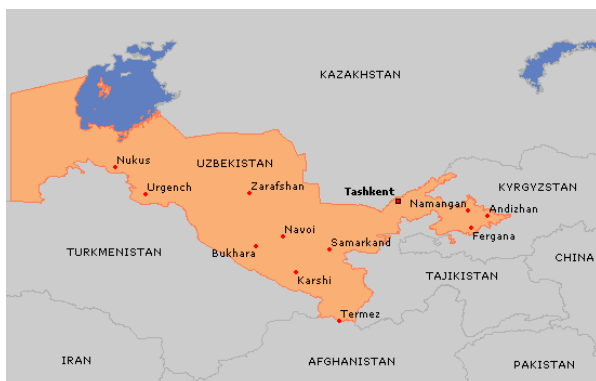 KAZAKHSTAN
Nukus
UZBEKISTAN
Urgench
Zarafshan
Tashkent
KYRGYZSTAN
Namangan
Andizhan
Fergana
Navoi
Bukhara
Samarkand
TURKMENISTAN
CHINA
Karshi
TAJIKISTAN
Termez
IRAN
AFGHANISTAN
PAKISTAN